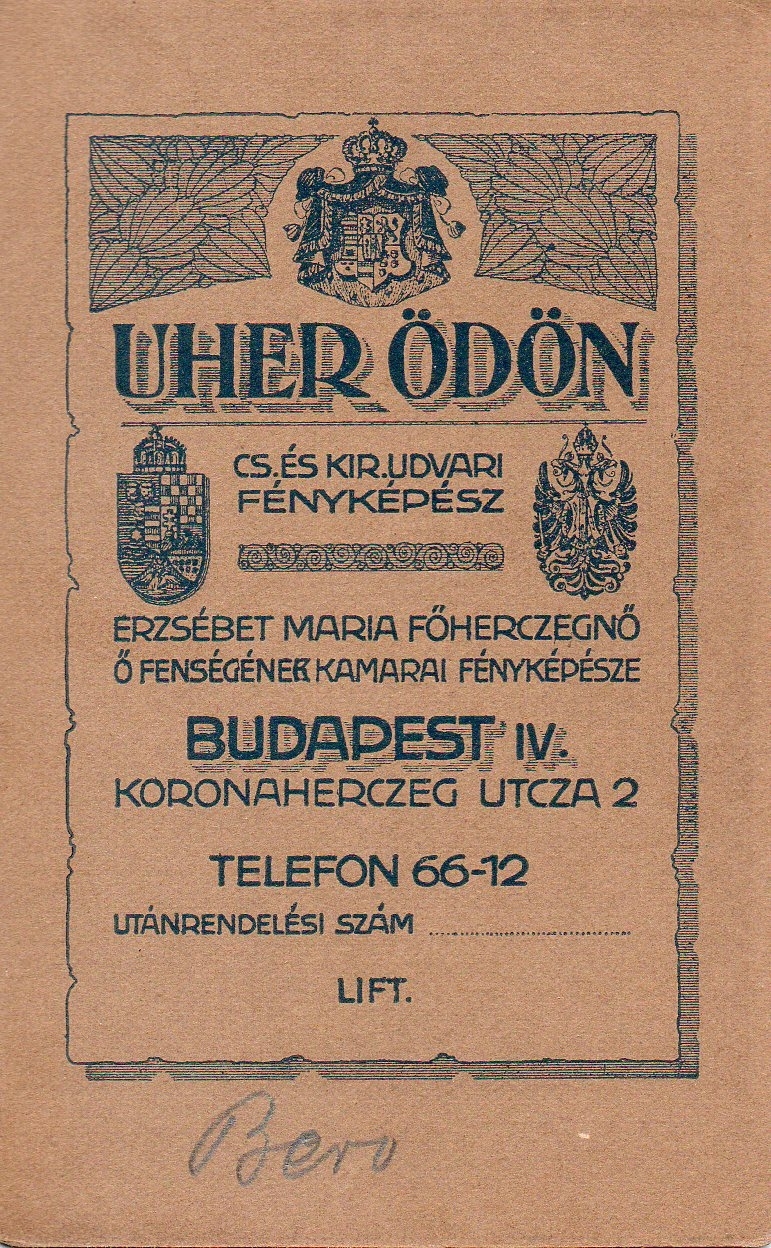 UHER ÖDÖN
CS. ÉS KIR. UDVARI
FÉNYKÉPÉSZ
ERZSÉBET MARIA FŐHERCZEGNŐ
Ő FENSÉGÉNEK KAMARAI FÉNYKÉPÉSZE
BUDAPEST IV.
KORONAHERCZEG UTCZA 2
TELEFON 66-12
UTÁNRENDELÉSI SZÁM ..............................
LIFT.
Bero